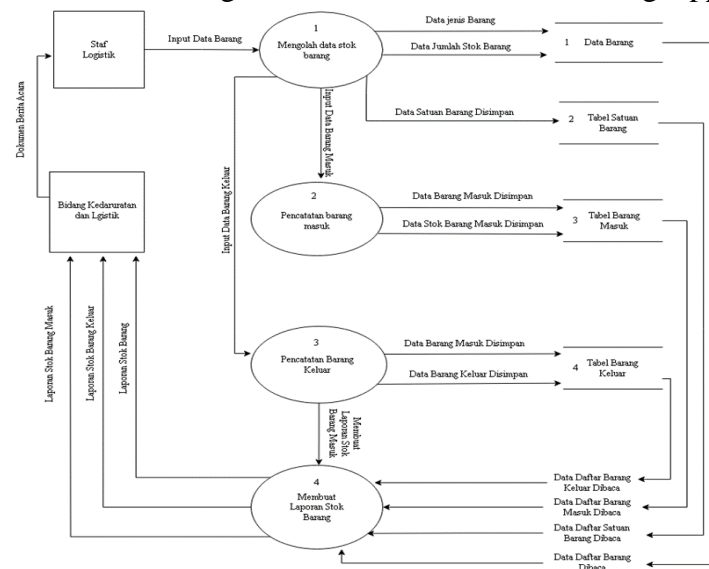 Staf
Logistik
Input Data Barang
1
Mengolah data stok
barang
Data jenis Barang
Data Jumlah Stok Barang
1 Data Barang
Data Satuan Barang Disimpan
2 Tabel Satuan
Barang
Dokumen Berita Acara
Input Data Barang Masuk
Input Data Barang Keluar
Bidang Kedaruratan
dan Lgistik
2
Pencatatan barang
masuk
Data Barang Masuk Disimpan
Data Stok Barang Masuk Disimpan
3 Tabel Barang
Masuk
Laporan Stok Barang Masuk
Laporan Stok Barang Keluar
Laporan Stok Barang
3
Pencatatan Barang
Keluar
Data Barang Masuk Disimpan
Data Barang Keluar Disimpan
4 Tabel Barang
Keluar
Membuat
Laporan Stok
Barang Masuk
4
Membuat
Laporan Stok
Barang
Data Daftar Barang
Keluar Dibaca
Data Daftar Barang
Masuk Dibaca
Data Daftar Satuan
Barang Dibaca
Data Daftar Barang
Dibaca